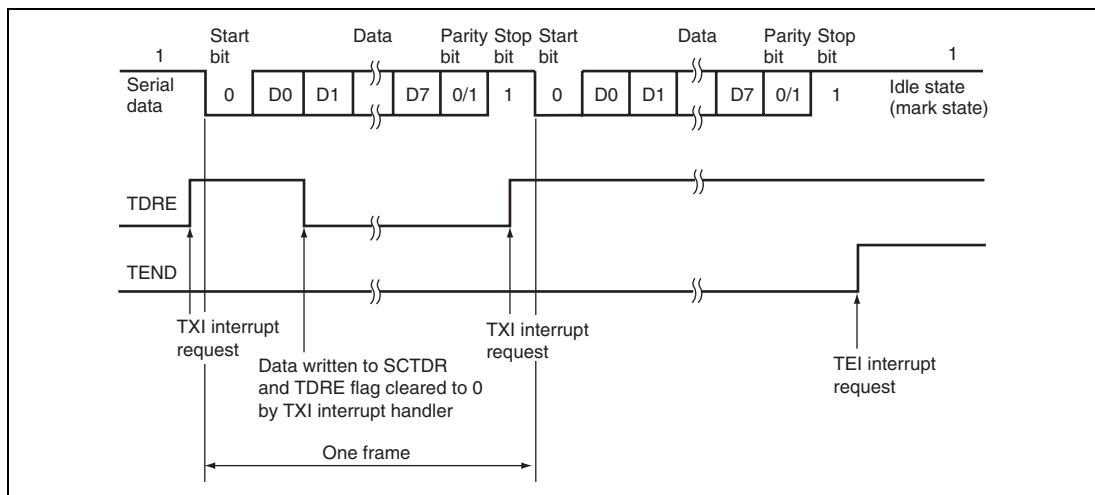 Start bit Data Parity bit Stop bit Start bit Data Parity bit Stop bit
1 1
Serial data 0 D0 D1 D7 0/1 1 0 D0 D1 D7 0/1 1 Idle state (mark state)
TDRE
TEND
TXI interrupt request
Data written to SCTDR
and TDRE flag cleared to 0
by TXI interrupt handler
TXI interrupt request
TEI interrupt request
One frame